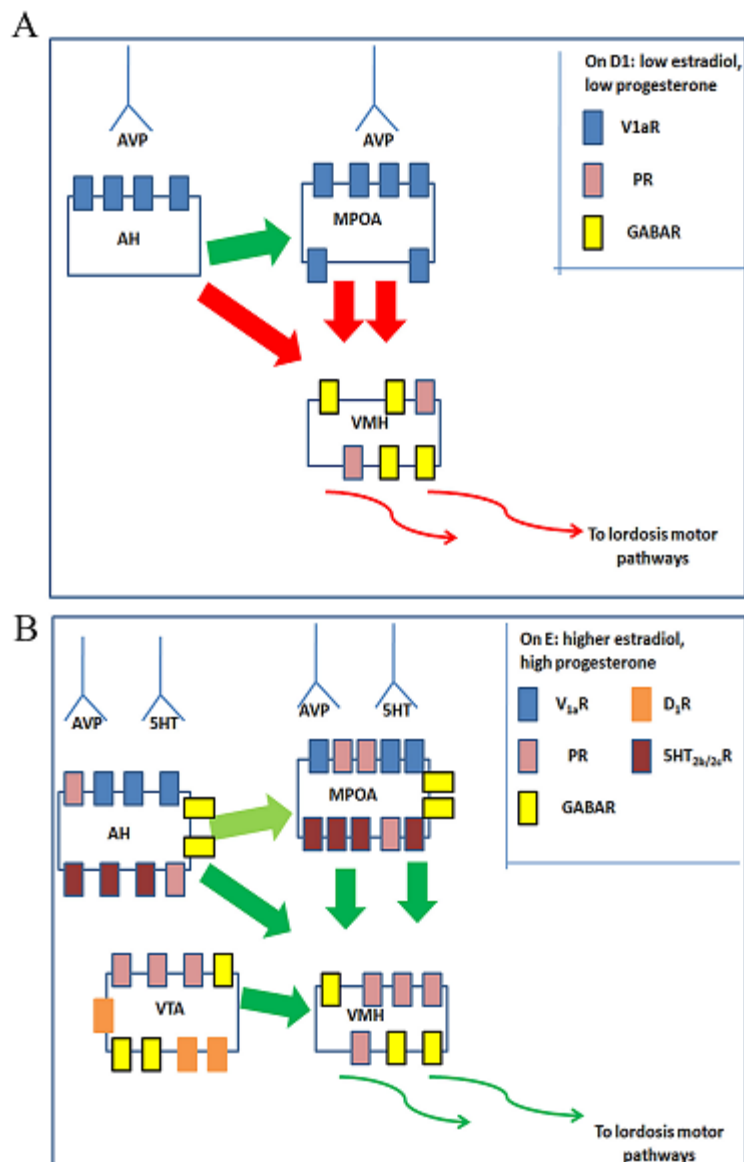 A
On D1: low estradiol,
low progesterone
V1aR
PR
GABAR
AVP
AVP
AH
MPOA
VMH
To lordosis motor
pathways
B
On E: higher estradiol,
high progesterone
V1aR
D1R
PR
5HT2b/2cR
GABAR
AVP
5HT
AVP
5HT
AH
MPOA
VTA
VMH
To lordosis motor
pathways